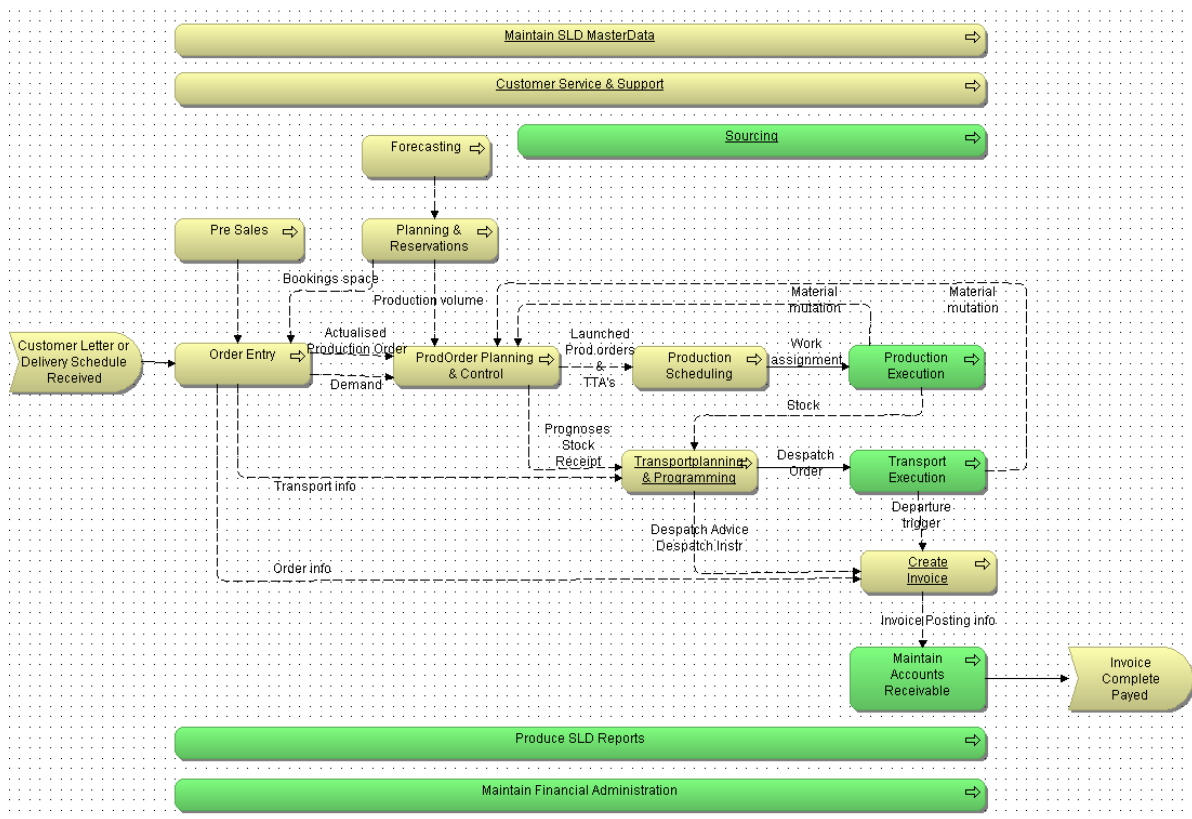 Maintain SLD MasterData
Customer Service & Support
Sourcing
Forecasting
Pre Sales
Planning &
Reservations
Bookings space
Production volume
Material
mutation
Material
mutation
Customer Letter or
Delivery Schedule
Received
Order Entry
Actualised
Production Order
Demand
ProdOrder Planning
& Control
Launched
Prod.orders
&
TTA's
Production
Scheduling
Work
assignment
Production
Execution
Stock
Prognoses
Stock
Receipt
Transportplanning
& Programming
Despatch
Order
Transport
Execution
Transport info
Departure
trigger
Despatch Advice
Despatch Instr
Order info
Create
Invoice
Invoice Posting info
Maintain
Accounts
Receivable
Invoice
Complete
Payed
Produce SLD Reports
Maintain Financial Administration